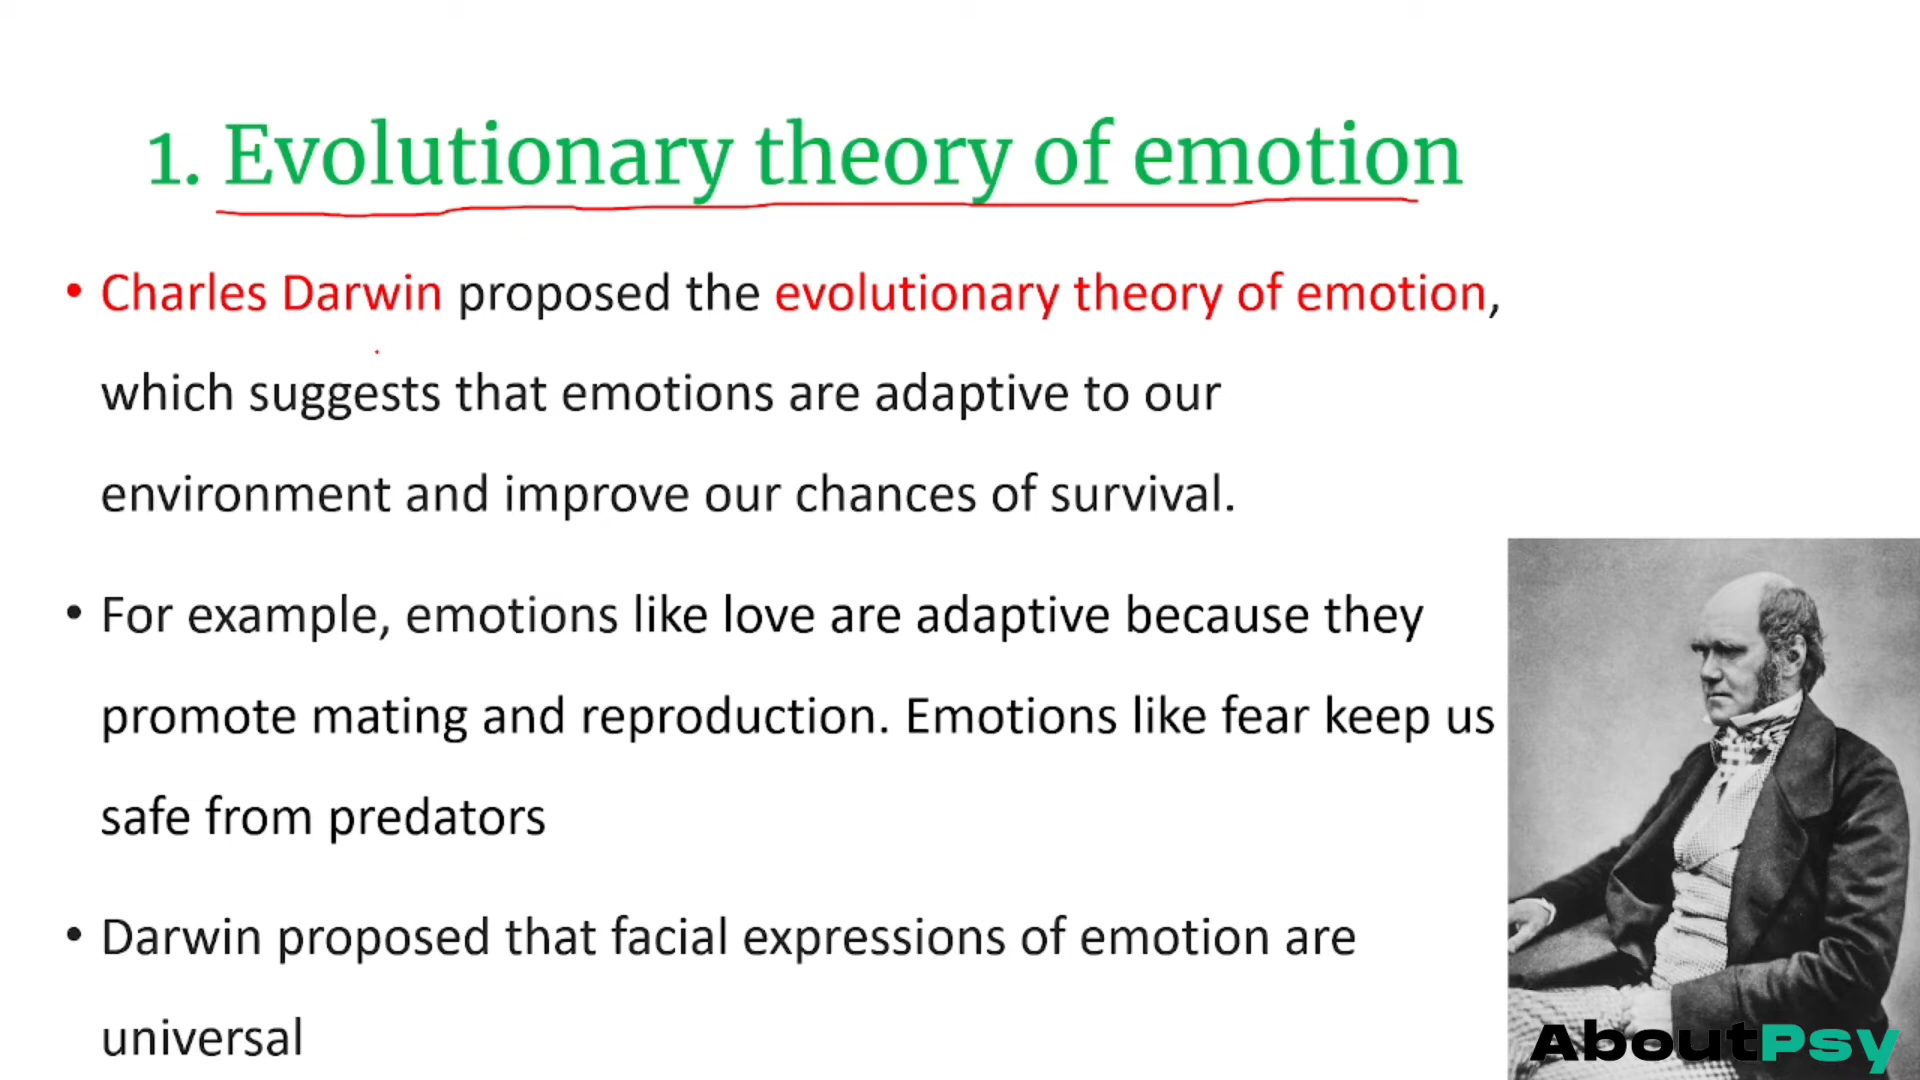 1. Evolutionary theory of emotion
• Charles Darwin proposed the evolutionary theory of emotion,
which suggests that emotions are adaptive to our
environment and improve our chances of survival.
• For example, emotions like love are adaptive because they
promote mating and reproduction. Emotions like fear keep us
safe from predators
• Darwin proposed that facial expressions of emotion are
universal
AboutPsy